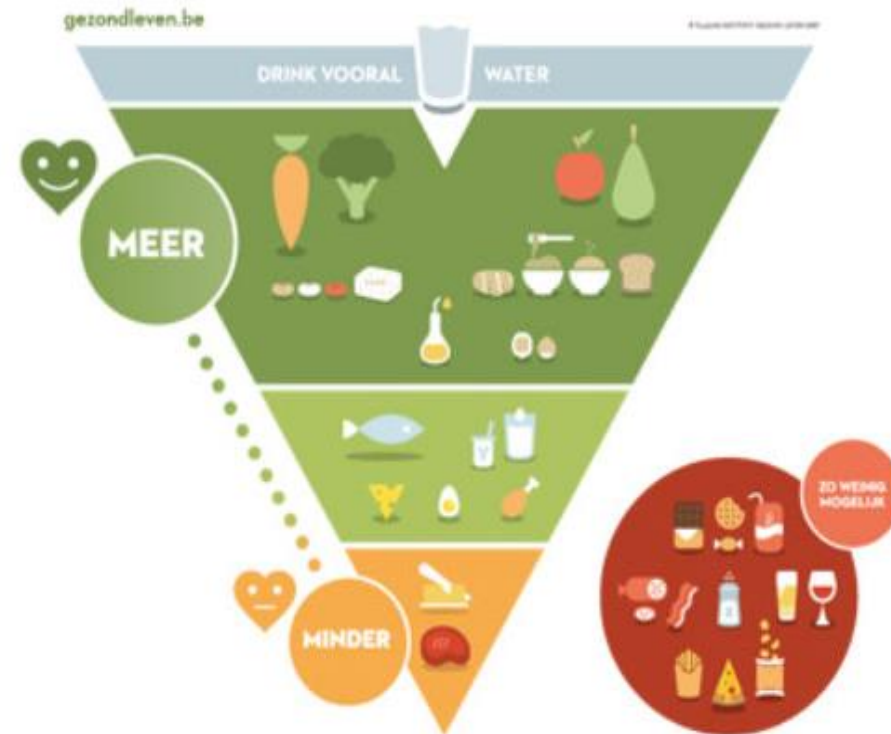 gezondleven.be
DRINK VOORAL WATER
MEER
ZO WEINIG
MOGELIJK
MINDER